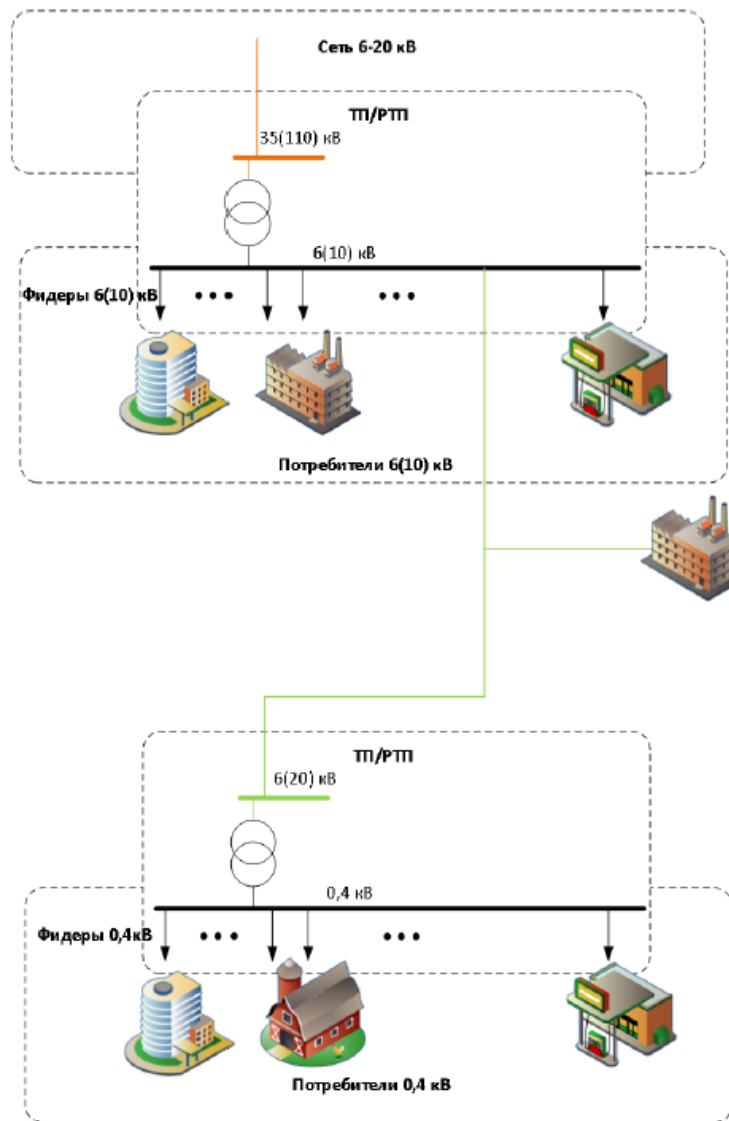 Сеть 6-20 кВ
ТП/РТП
35(110) кВ
6(10) кВ
Фидеры 6(10) кВ
Потребители 6(10) кВ
ТП/РТП
6(20) кВ
0,4 кВ
Фидеры 0,4кВ
Потребители 0,4 кВ